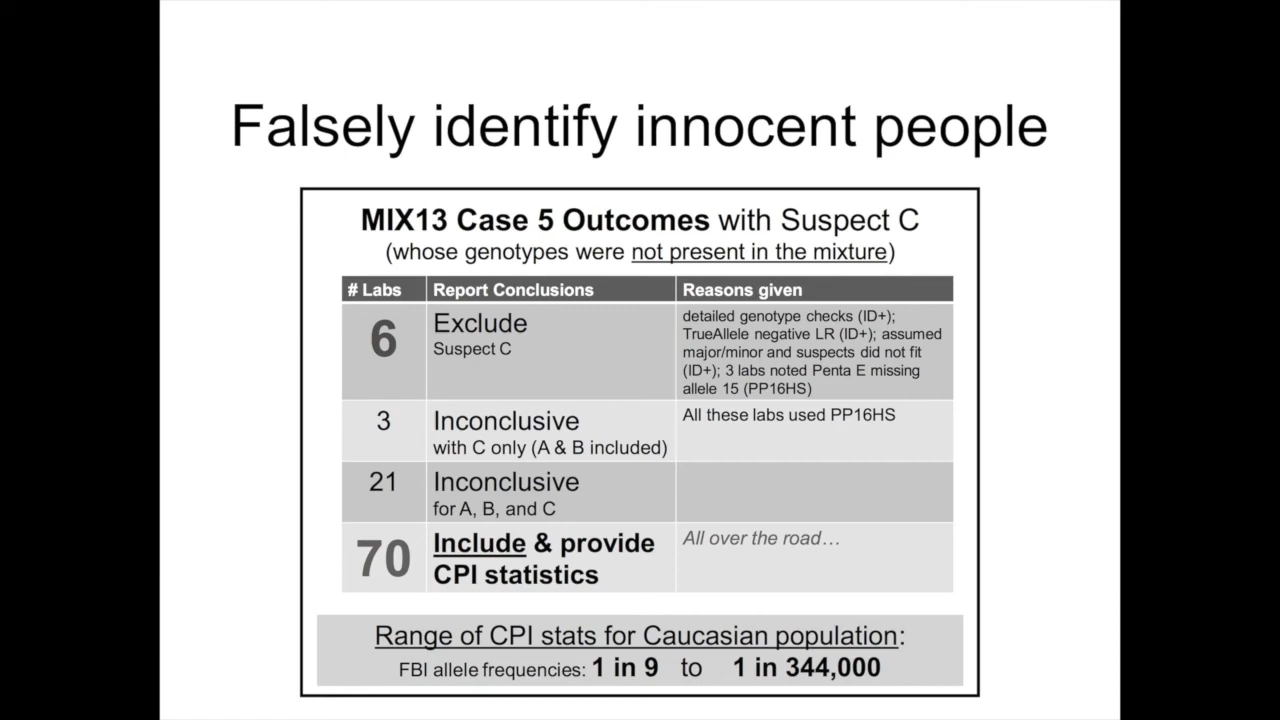 Falsely identify innocent people
MIX13 Case 5 Outcomes with Suspect C
(whose genotypes were not present in the mixture)
# Labs Report Conclusions Reasons given
6 Exclude
Suspect C
detailed genotype checks (ID+);
TrueAllele negative LR (ID+); assumed
major/minor and suspects did not fit
(ID+); 3 labs noted Penta E missing
allele 15 (PP16HS)
3 Inconclusive
with C only (A & B included)
All these labs used PP16HS
21 Inconclusive
for A, B, and C
70 Include & provide
CPI statistics
All over the road…
Range of CPI stats for Caucasian population:
FBI allele frequencies: 1 in 9 to 1 in 344,000